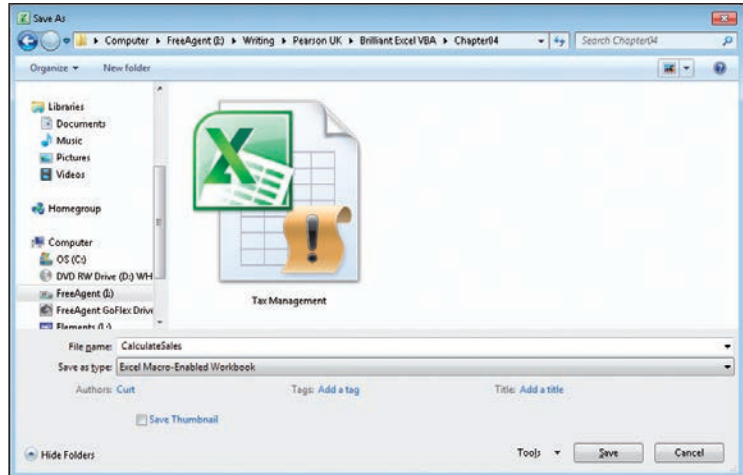 Save As
Computer ▸ FreeAgent (I:) ▸ Writing ▸ Pearson UK ▸ Brilliant Excel VBA ▸ Chapter04
Search Chapter04
Organize
New folder
Libraries
Documents
Music
Pictures
Videos
Homegroup
Computer
OS (C:)
DVD RW Drive (D:) WH
FreeAgent (I:)
FreeAgent GoFlex Drive
Tax Management
File name: CalculateSales
Save as type: Excel Macro-Enabled Workbook
Authors: Curt
Tags: Add a tag
Title: Add a title
Save Thumbnail
Hide Folders
Tools
Save
Cancel